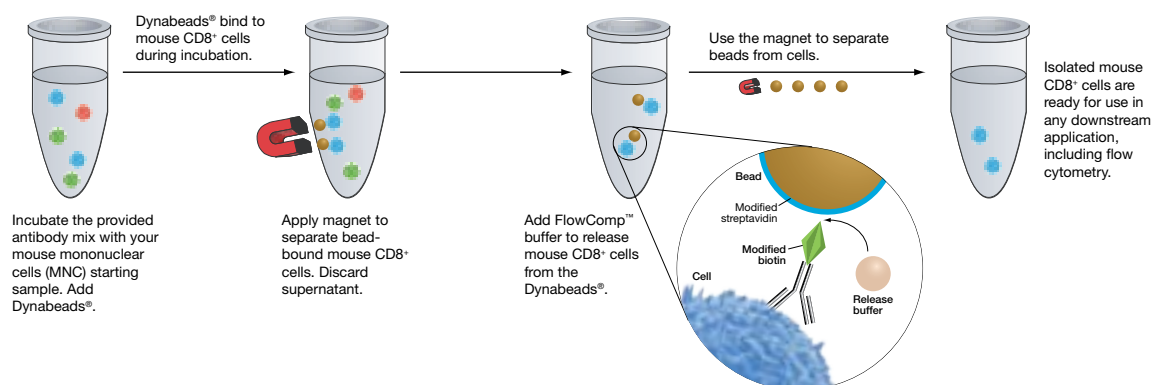 Dynabeads® bind to
mouse CD8⁺ cells
during incubation.
Use the magnet to separate
beads from cells.
Isolated mouse
CD8⁺ cells are
ready for use in
any downstream
application,
including flow
cytometry.
Incubate the provided
antibody mix with your
mouse mononuclear
cells (MNC) starting
sample. Add
Dynabeads®.
Apply magnet to
separate bead-
bound mouse CD8⁺
cells. Discard
supernatant.
Add FlowComp™
buffer to release
mouse CD8⁺ cells
from the
Dynabeads®.
Bead
Modified
streptavidin
Modified
biotin
Cell
Release
buffer